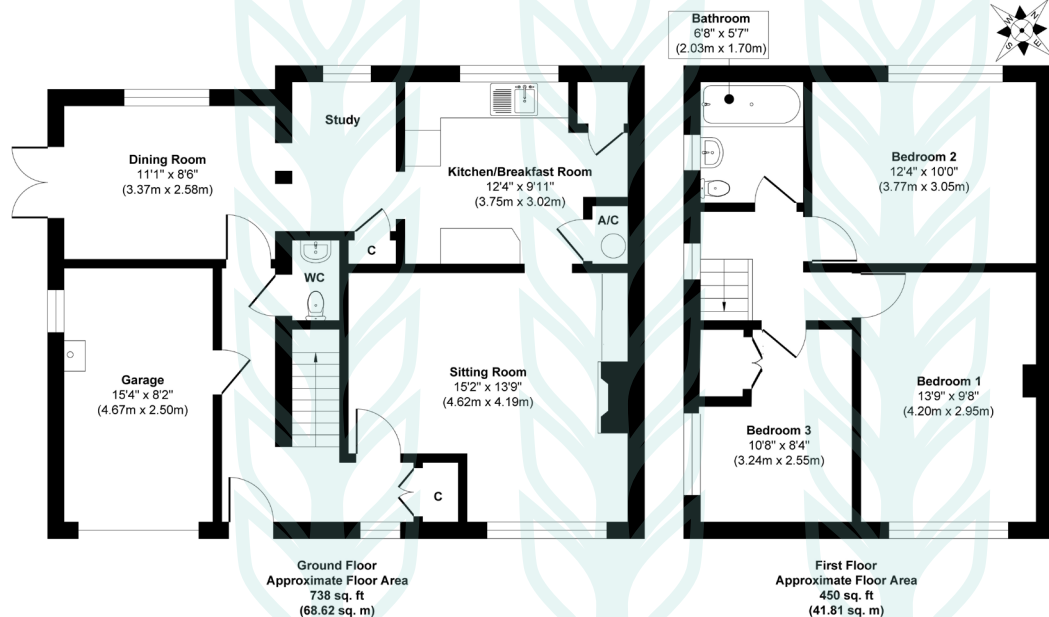 Bathroom
6'8" x 5'7"
(2.03m x 1.70m)
N
E
S
W
Study
Dining Room
11'1" x 8'6"
(3.37m x 2.58m)
Kitchen/Breakfast Room
12'4" x 9'11"
(3.75m x 3.02m)
Bedroom 2
12'4" x 10'0"
(3.77m x 3.05m)
A/C
C
WC
Garage
15'4" x 8'2"
(4.67m x 2.50m)
Sitting Room
15'2" x 13'9"
(4.62m x 4.19m)
Bedroom 1
13'9" x 9'8"
(4.20m x 2.95m)
Bedroom 3
10'8" x 8'4"
(3.24m x 2.55m)
C
Ground Floor
Approximate Floor Area
738 sq. ft
(68.62 sq. m)
First Floor
Approximate Floor Area
450 sq. ft
(41.81 sq. m)